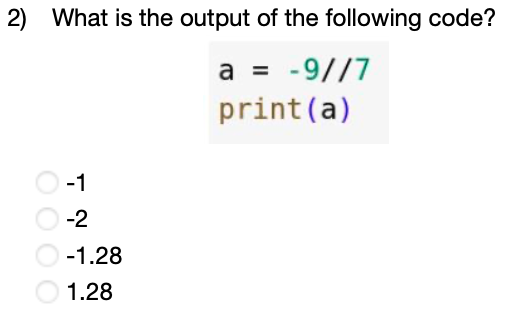 2) What is the output of the following code?
a = -9//7
print(a)
-1
-2
-1.28
1.28